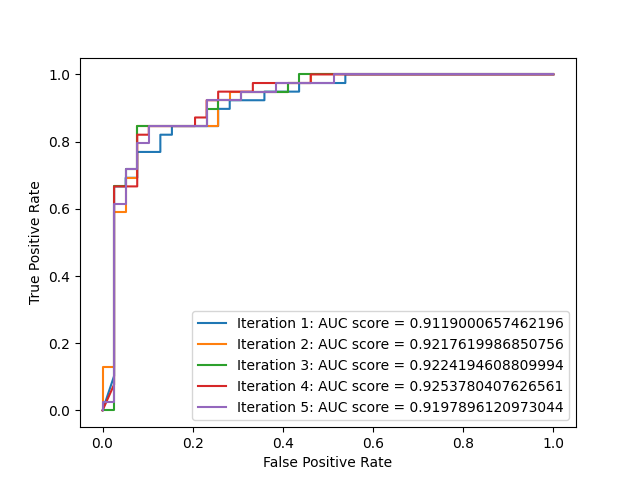 1.0
0.8
0.6
0.4
0.2
0.0
True Positive Rate
Iteration 1: AUC score = 0.9119000657462196
Iteration 2: AUC score = 0.9217619986850756
Iteration 3: AUC score = 0.9224194608809994
Iteration 4: AUC score = 0.9253780407626561
Iteration 5: AUC score = 0.9197896120973044
0.0 0.2 0.4 0.6 0.8 1.0
False Positive Rate